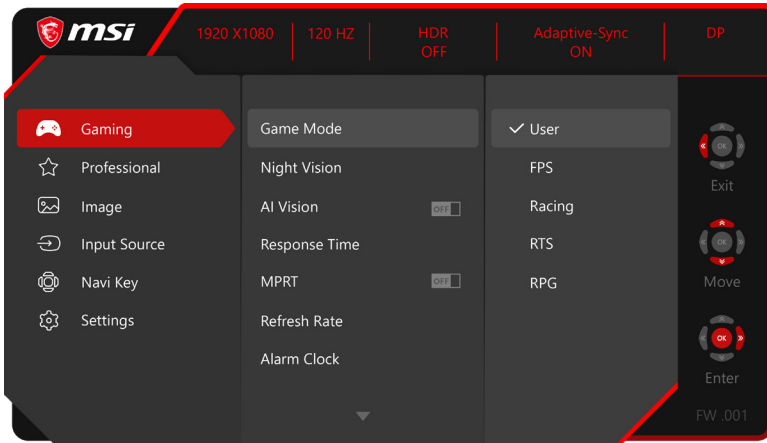 msi
1920 X1080
120 HZ
HDR
OFF
Adaptive-Sync
ON
DP
Gaming
Professional
Image
Input Source
Navi Key
Settings
Game Mode
Night Vision
AI Vision
OFF
Response Time
MPRT
OFF
Refresh Rate
Alarm Clock
User
FPS
Racing
RTS
RPG
OK
Exit
OK
Move
OK
Enter
FW .001